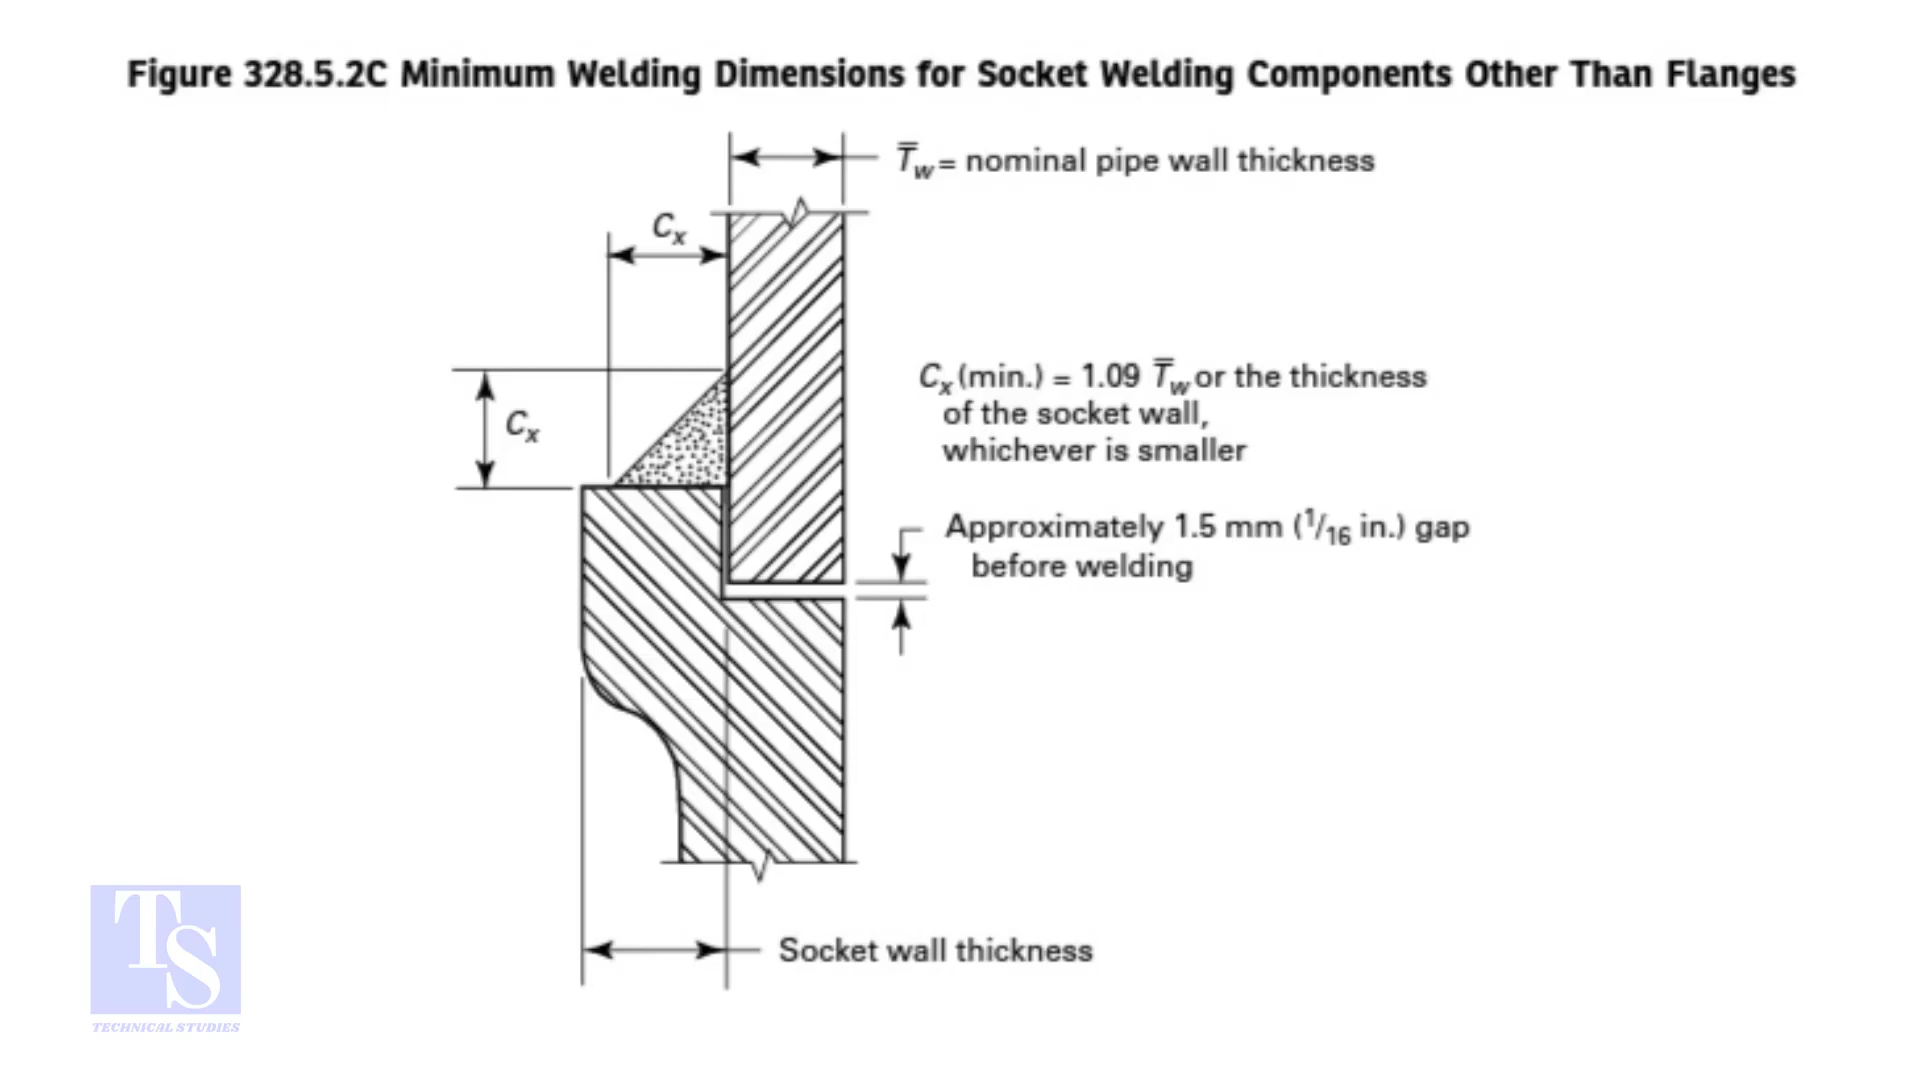 Figure 328.5.2C Minimum Welding Dimensions for Socket Welding Components Other Than Flanges
T̅w = nominal pipe wall thickness
Cx
Cx
Cx (min.) = 1.09 T̅w or the thickness
of the socket wall,
whichever is smaller
Approximately 1.5 mm (1/16 in.) gap
before welding
Socket wall thickness
TS
TECHNICAL STUDIES